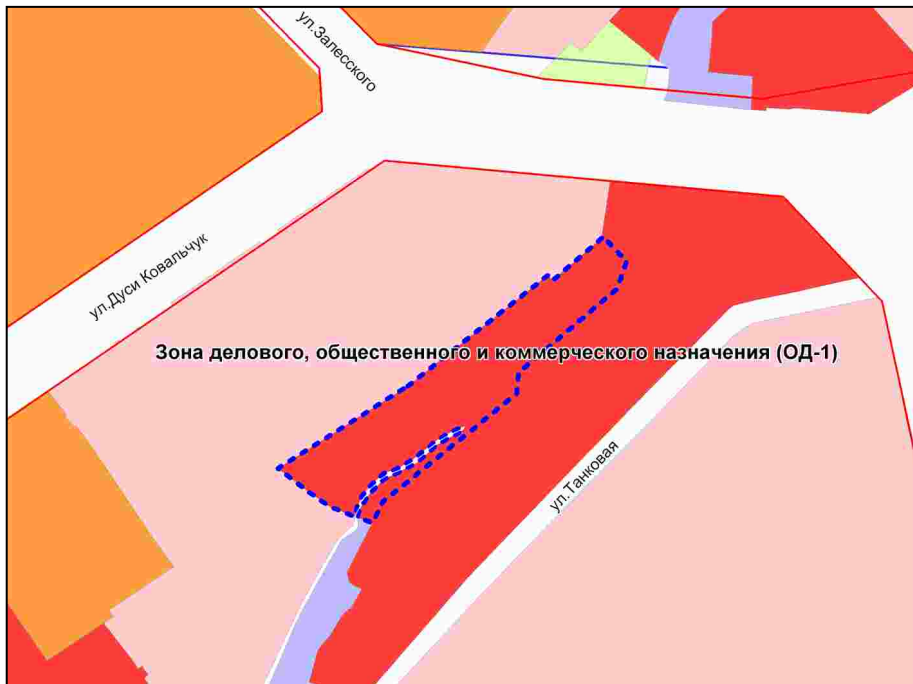 ул.Залесского
ул.Дуси Ковальчук
Зона делового, общественного и коммерческого назначения (ОД-1)
ул.Танковая